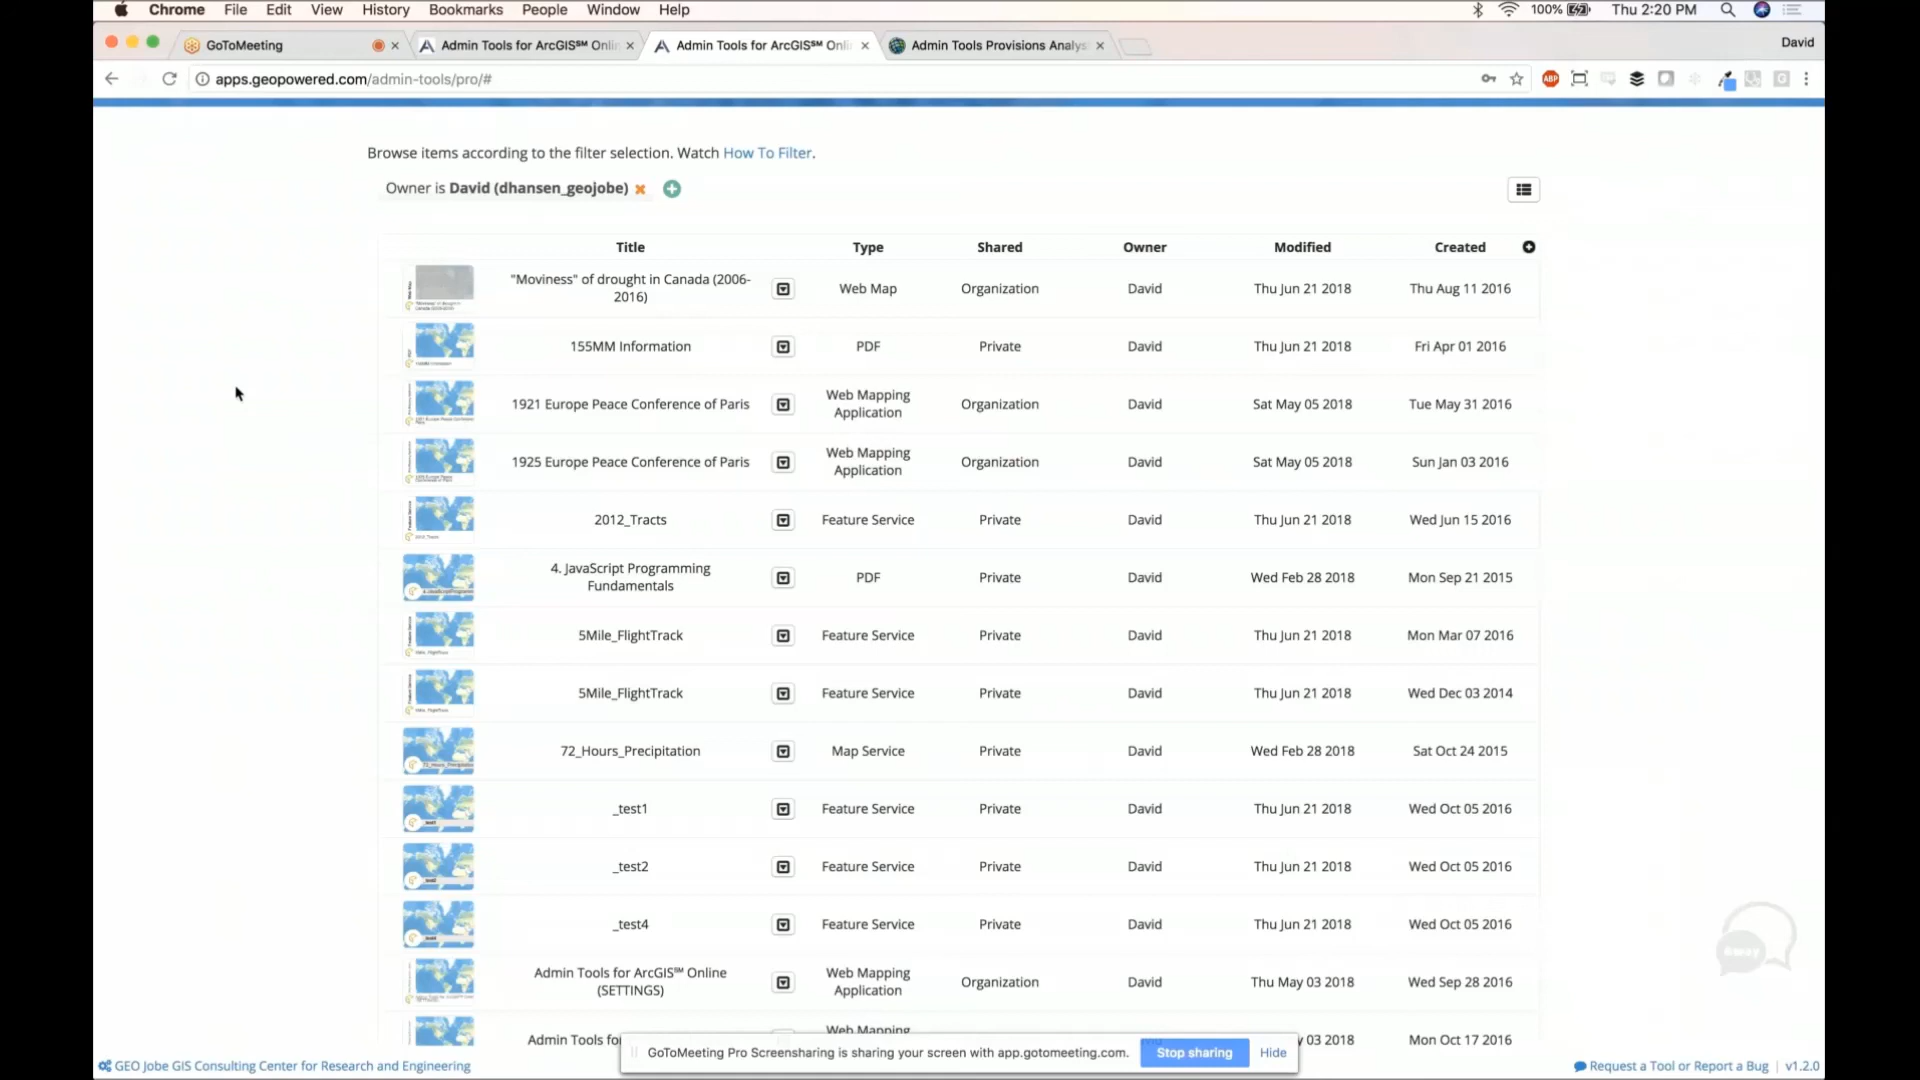 Chrome File Edit View History Bookmarks People Window Help 100% Thu 2:20 PM
GoToMeeting Admin Tools for ArcGIS℠ Onlin Admin Tools for ArcGIS℠ Onlin Admin Tools Provisions Analys David
apps.geopowered.com/admin-tools/pro/# ABP
Browse items according to the filter selection. Watch How To Filter.
Owner is David (dhansen_geojobe)
Title Type Shared Owner Modified Created
"Moviness" of drought in Canada (2006-
2016) Web Map Organization David Thu Jun 21 2018 Thu Aug 11 2016
155MM Information PDF Private David Thu Jun 21 2018 Fri Apr 01 2016
1921 Europe Peace Conference of Paris Web Mapping
Application Organization David Sat May 05 2018 Tue May 31 2016
1925 Europe Peace Conference of Paris Web Mapping
Application Organization David Sat May 05 2018 Sun Jan 03 2016
2012_Tracts Feature Service Private David Thu Jun 21 2018 Wed Jun 15 2016
4. JavaScript Programming
Fundamentals PDF Private David Wed Feb 28 2018 Mon Sep 21 2015
5Mile_FlightTrack Feature Service Private David Thu Jun 21 2018 Mon Mar 07 2016
5Mile_FlightTrack Feature Service Private David Thu Jun 21 2018 Wed Dec 03 2014
72_Hours_Precipitation Map Service Private David Wed Feb 28 2018 Sat Oct 24 2015
_test1 Feature Service Private David Thu Jun 21 2018 Wed Oct 05 2016
_test2 Feature Service Private David Thu Jun 21 2018 Wed Oct 05 2016
_test4 Feature Service Private David Thu Jun 21 2018 Wed Oct 05 2016
Away
Admin Tools for ArcGIS℠ Online
(SETTINGS) Web Mapping
Application Organization David Thu May 03 2018 Wed Sep 28 2016
Web Mapping
Admin Tools fo 03 2018 Mon Oct 17 2016
GoToMeeting Pro Screensharing is sharing your screen with app.gotomeeting.com. Stop sharing Hide
GEO Jobe GIS Consulting Center for Research and Engineering Request a Tool or Report a Bug | v1.2.0